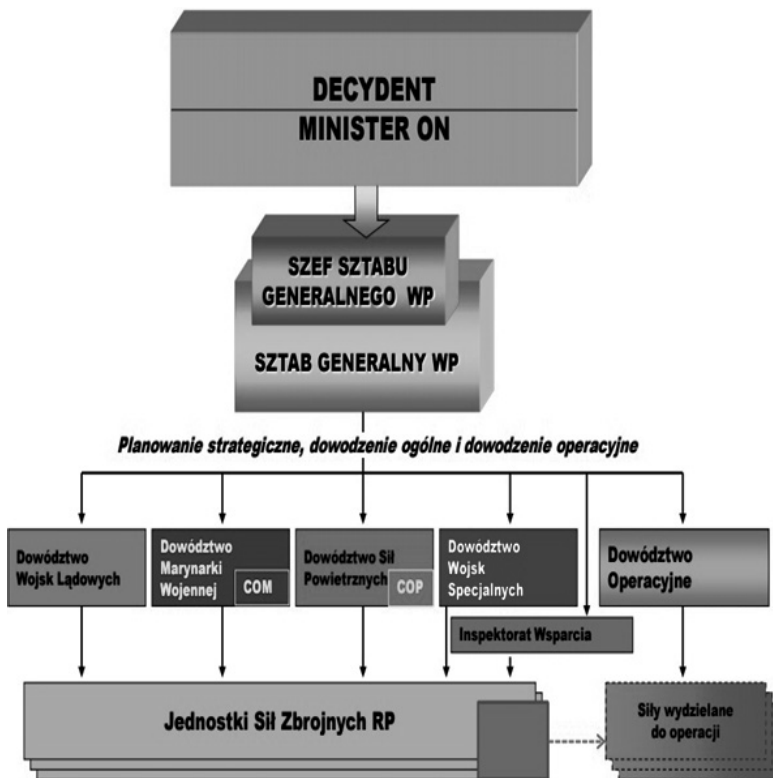 DECYDENT
MINISTER ON
SZEF SZTABU
GENERALNEGO WP
SZTAB GENERALNY WP
Planowanie strategiczne, dowodzenie ogólne i dowodzenie operacyjne
Dowództwo
Wojsk Lądowych
Dowództwo
Marynarki
Wojennej
COM
Dowództwo Sił
Powietrznych
COP
Dowództwo
Wojsk
Specjalnych
Dowództwo
Operacyjne
Inspektorat Wsparcia
Jednostki Sił Zbrojnych RP
Siły wydzielane
do operacji